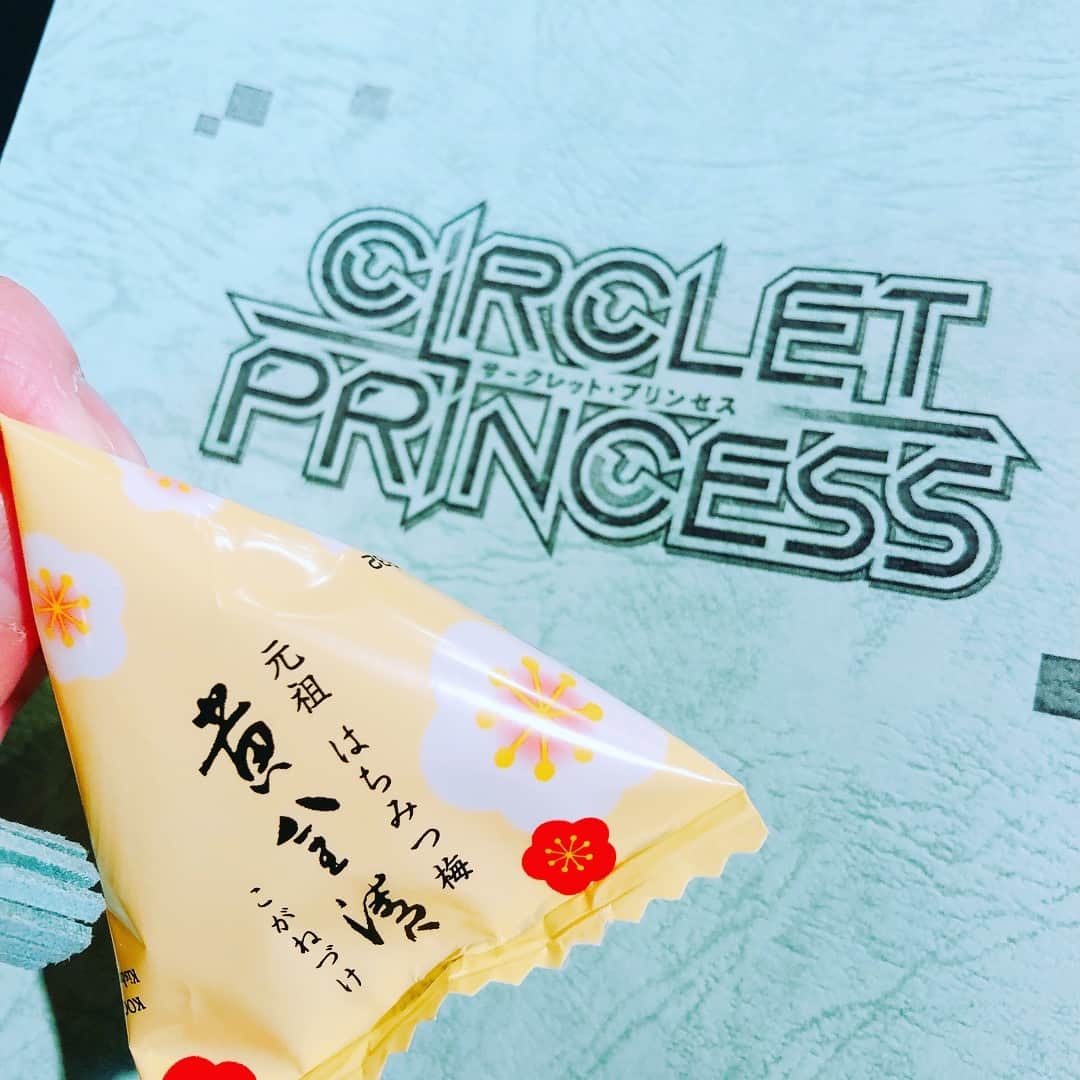 CIRCLET
サークレット・プリンセス
PRINCESS
元祖 はちみつ梅
黄金漬
こがねづけ